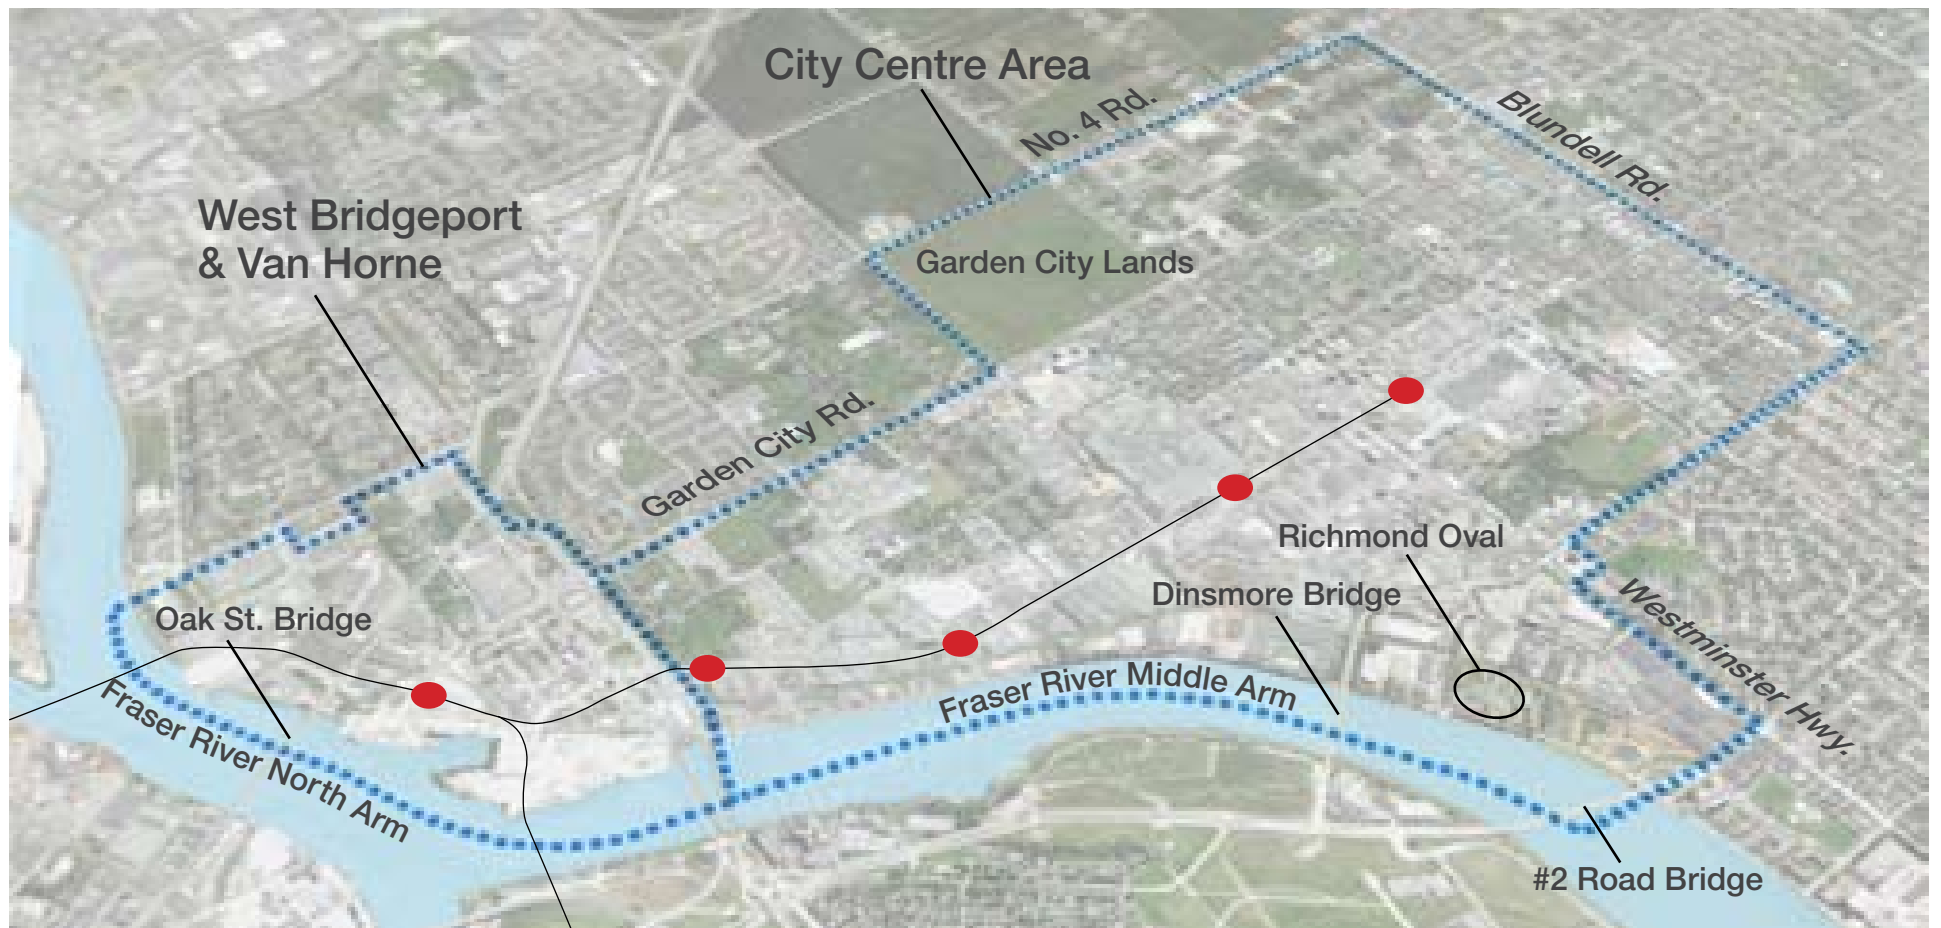 City Centre Area
No. 4 Rd.
Blundell Rd.
West Bridgeport
& Van Horne
Garden City Lands
Garden City Rd.
Richmond Oval
Dinsmore Bridge
Westminster Hwy.
Oak St. Bridge
Fraser River Middle Arm
Fraser River North Arm
#2 Road Bridge